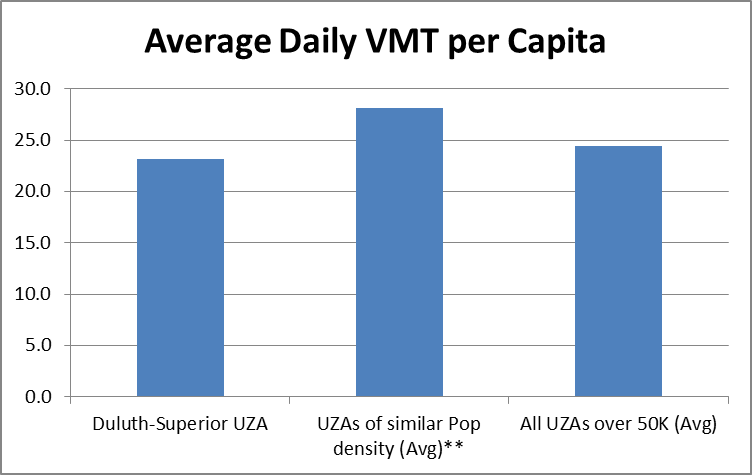 Average Daily VMT per Capita
30.0
25.0
20.0
15.0
10.0
5.0
0.0
Duluth-Superior UZA
UZAs of similar Pop
density (Avg)**
All UZAs over 50K (Avg)